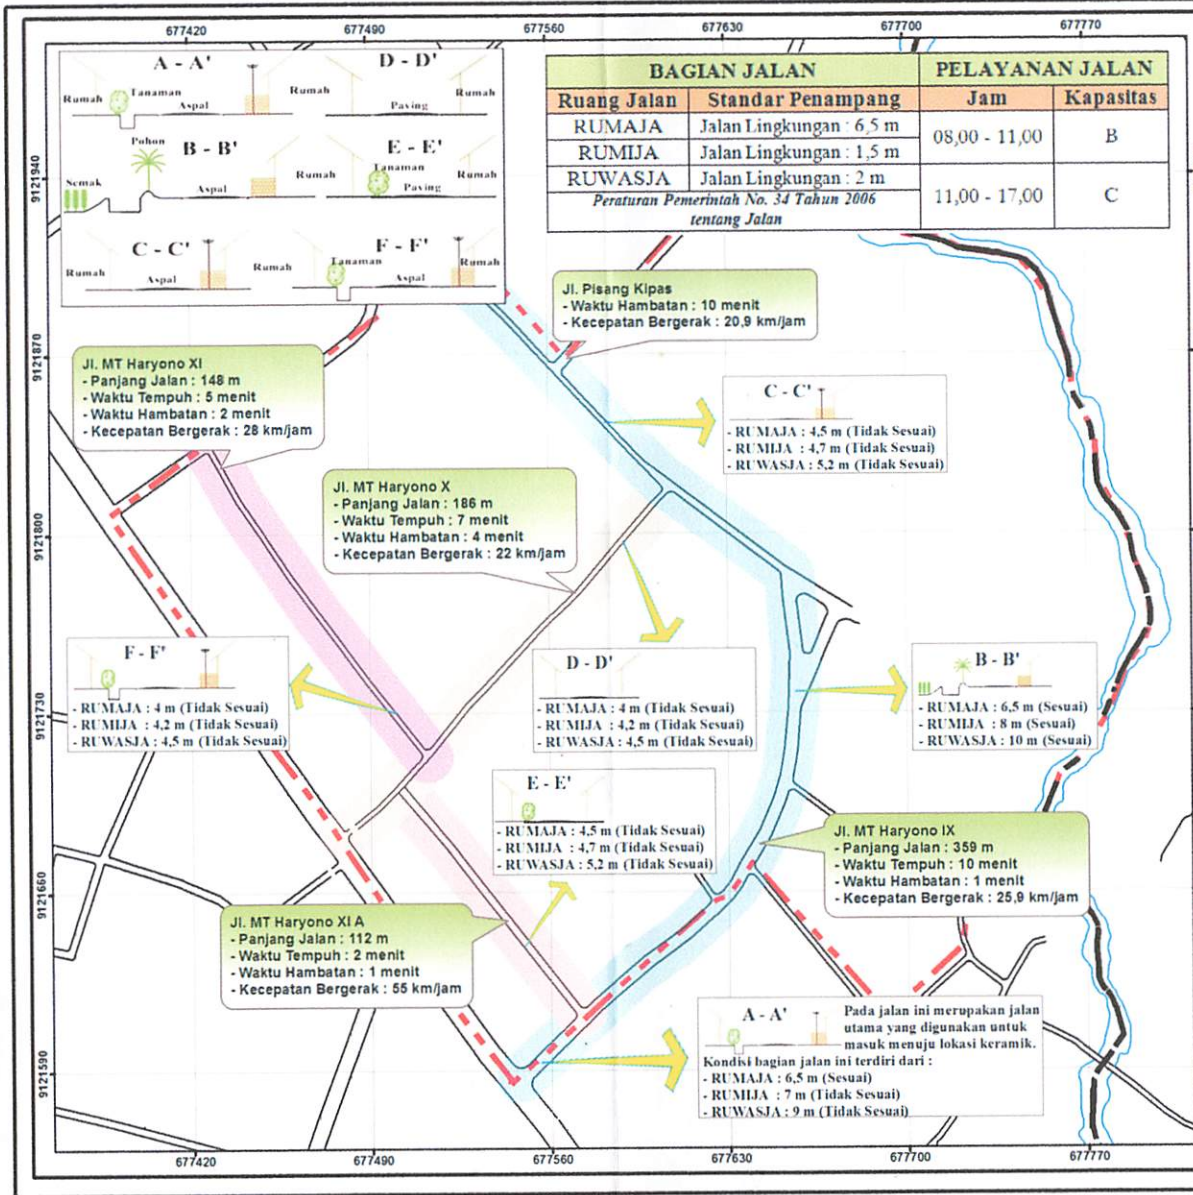 677420 677490 677560 677630 677700 677770
A - A'
Rumah Tanaman Aspal Rumah
D - D'
Paving Rumah
Pohon
B - B'
Semak Aspal Rumah
E - E'
Tanaman
Paving Rumah
C - C'
Rumah Aspal Rumah
F - F'
Tanaman Aspal Rumah
BAGIAN JALAN PELAYANAN JALAN
Ruang Jalan Standar Penampang Jam Kapasitas
RUMAJA Jalan Lingkungan : 6,5 m 08,00 - 11,00 B
RUMIJA Jalan Lingkungan : 1,5 m
RUWASJA Jalan Lingkungan : 2 m 11,00 - 17,00 C
Peraturan Pemerintah No. 34 Tahun 2006
tentang Jalan
Jl. Pisang Kipas
- Waktu Hambatan : 10 menit
- Kecepatan Bergerak : 20,9 km/jam
Jl. MT Haryono XI
- Panjang Jalan : 148 m
- Waktu Tempuh : 5 menit
- Waktu Hambatan : 2 menit
- Kecepatan Bergerak : 28 km/jam
C - C'
- RUMAJA : 4,5 m (Tidak Sesuai)
- RUMIJA : 4,7 m (Tidak Sesuai)
- RUWASJA : 5,2 m (Tidak Sesuai)
Jl. MT Haryono X
- Panjang Jalan : 186 m
- Waktu Tempuh : 7 menit
- Waktu Hambatan : 4 menit
- Kecepatan Bergerak : 22 km/jam
F - F'
- RUMAJA : 4 m (Tidak Sesuai)
- RUMIJA : 4,2 m (Tidak Sesuai)
- RUWASJA : 4,5 m (Tidak Sesuai)
D - D'
- RUMAJA : 4 m (Tidak Sesuai)
- RUMIJA : 4,2 m (Tidak Sesuai)
- RUWASJA : 4,5 m (Tidak Sesuai)
B - B'
- RUMAJA : 6,5 m (Sesuai)
- RUMIJA : 8 m (Sesuai)
- RUWASJA : 10 m (Sesuai)
E - E'
- RUMAJA : 4,5 m (Tidak Sesuai)
- RUMIJA : 4,7 m (Tidak Sesuai)
- RUWASJA : 5,2 m (Tidak Sesuai)
Jl. MT Haryono IX
- Panjang Jalan : 359 m
- Waktu Tempuh : 10 menit
- Waktu Hambatan : 1 menit
- Kecepatan Bergerak : 25,9 km/jam
Jl. MT Haryono XI A
- Panjang Jalan : 112 m
- Waktu Tempuh : 2 menit
- Waktu Hambatan : 1 menit
- Kecepatan Bergerak : 55 km/jam
A - A'
Pada jalan ini merupakan jalan
utama yang digunakan untuk
masuk menuju lokasi keramik.
Kondisi bagian jalan ini terdiri dari :
- RUMAJA : 6,5 m (Sesuai)
- RUMIJA : 7 m (Tidak Sesuai)
- RUWASJA : 9 m (Tidak Sesuai)
9121940
9121870
9121800
9121730
9121660
9121590
677420 677490 677560 677630 677700 677770